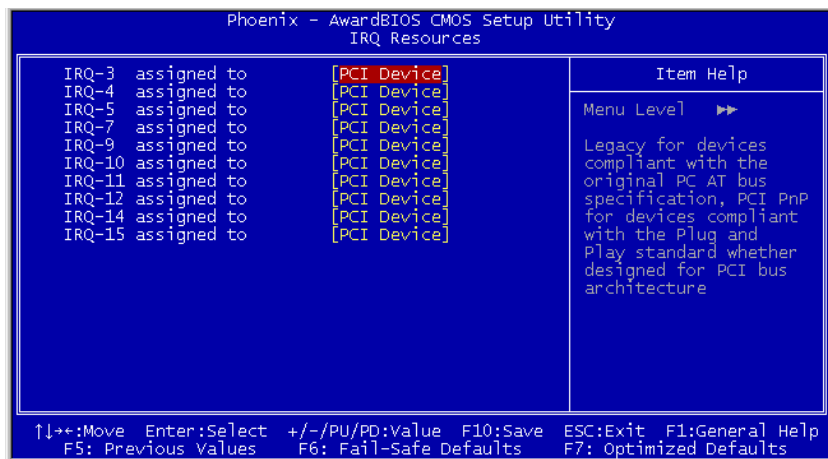 Phoenix - AwardBIOS CMOS Setup Utility
IRQ Resources
IRQ-3 assigned to [PCI Device]
IRQ-4 assigned to [PCI Device]
IRQ-5 assigned to [PCI Device]
IRQ-7 assigned to [PCI Device]
IRQ-9 assigned to [PCI Device]
IRQ-10 assigned to [PCI Device]
IRQ-11 assigned to [PCI Device]
IRQ-12 assigned to [PCI Device]
IRQ-14 assigned to [PCI Device]
IRQ-15 assigned to [PCI Device]
Item Help
Menu Level ►►
Legacy for devices
compliant with the
original PC AT bus
specification, PCI PnP
for devices compliant
with the Plug and
Play standard whether
designed for PCI bus
architecture
↑↓→←:Move Enter:Select +/-/PU/PD:Value F10:Save ESC:Exit F1:General Help
F5: Previous Values F6: Fail-Safe Defaults F7: Optimized Defaults